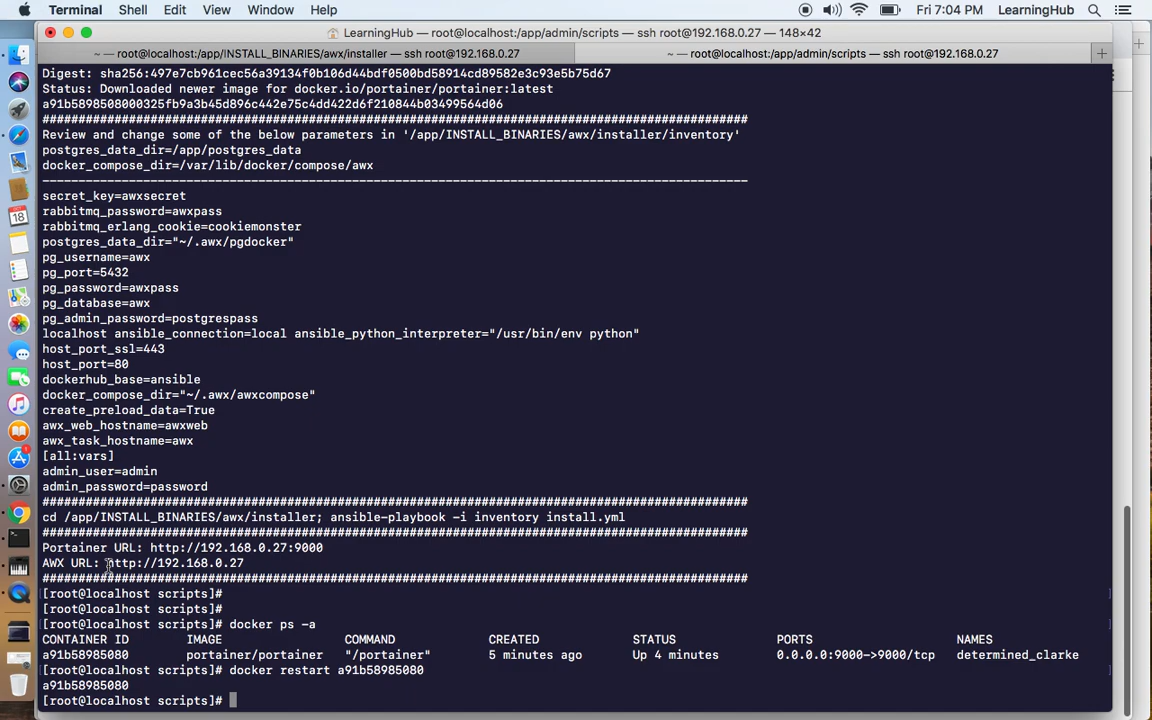 Terminal Shell Edit View Window Help Fri 7:04 PM LearningHub
LearningHub — root@localhost:/app/admin/scripts — ssh root@192.168.0.27 — 148×42
~ — root@localhost:/app/INSTALL_BINARIES/awx/installer — ssh root@192.168.0.27
~ — root@localhost:/app/admin/scripts — ssh root@192.168.0.27
Digest: sha256:497e7cb961cec56a39134f0b106d44bdf0500bd58914cd89582e3c93e5b75d67
Status: Downloaded newer image for docker.io/portainer/portainer:latest
a91b5898508000325fb9a3b45d896c442e75c4dd422d6f210844b03499564d06
##################################################################################################
Review and change some of the below parameters in '/app/INSTALL_BINARIES/awx/installer/inventory'
postgres_data_dir=/app/postgres_data
docker_compose_dir=/var/lib/docker/compose/awx
--------------------------------------------------------------------------------------------------
secret_key=awxsecret
rabbitmq_password=awxpass
rabbitmq_erlang_cookie=cookiemonster
postgres_data_dir="~/.awx/pgdocker"
pg_username=awx
pg_port=5432
pg_password=awxpass
pg_database=awx
pg_admin_password=postgrespass
localhost ansible_connection=local ansible_python_interpreter="/usr/bin/env python"
host_port_ssl=443
host_port=80
dockerhub_base=ansible
docker_compose_dir="~/.awx/awxcompose"
create_preload_data=True
awx_web_hostname=awxweb
awx_task_hostname=awx
[all:vars]
admin_user=admin
admin_password=password
##################################################################################################
cd /app/INSTALL_BINARIES/awx/installer; ansible-playbook -i inventory install.yml
##################################################################################################
Portainer URL: http://192.168.0.27:9000
AWX URL: http://192.168.0.27
##################################################################################################
[root@localhost scripts]#
[root@localhost scripts]#
[root@localhost scripts]# docker ps -a
CONTAINER ID IMAGE COMMAND CREATED STATUS PORTS NAMES
a91b58985080 portainer/portainer "/portainer" 5 minutes ago Up 4 minutes 0.0.0.0:9000->9000/tcp determined_clarke
[root@localhost scripts]# docker restart a91b58985080
a91b58985080
[root@localhost scripts]#
18